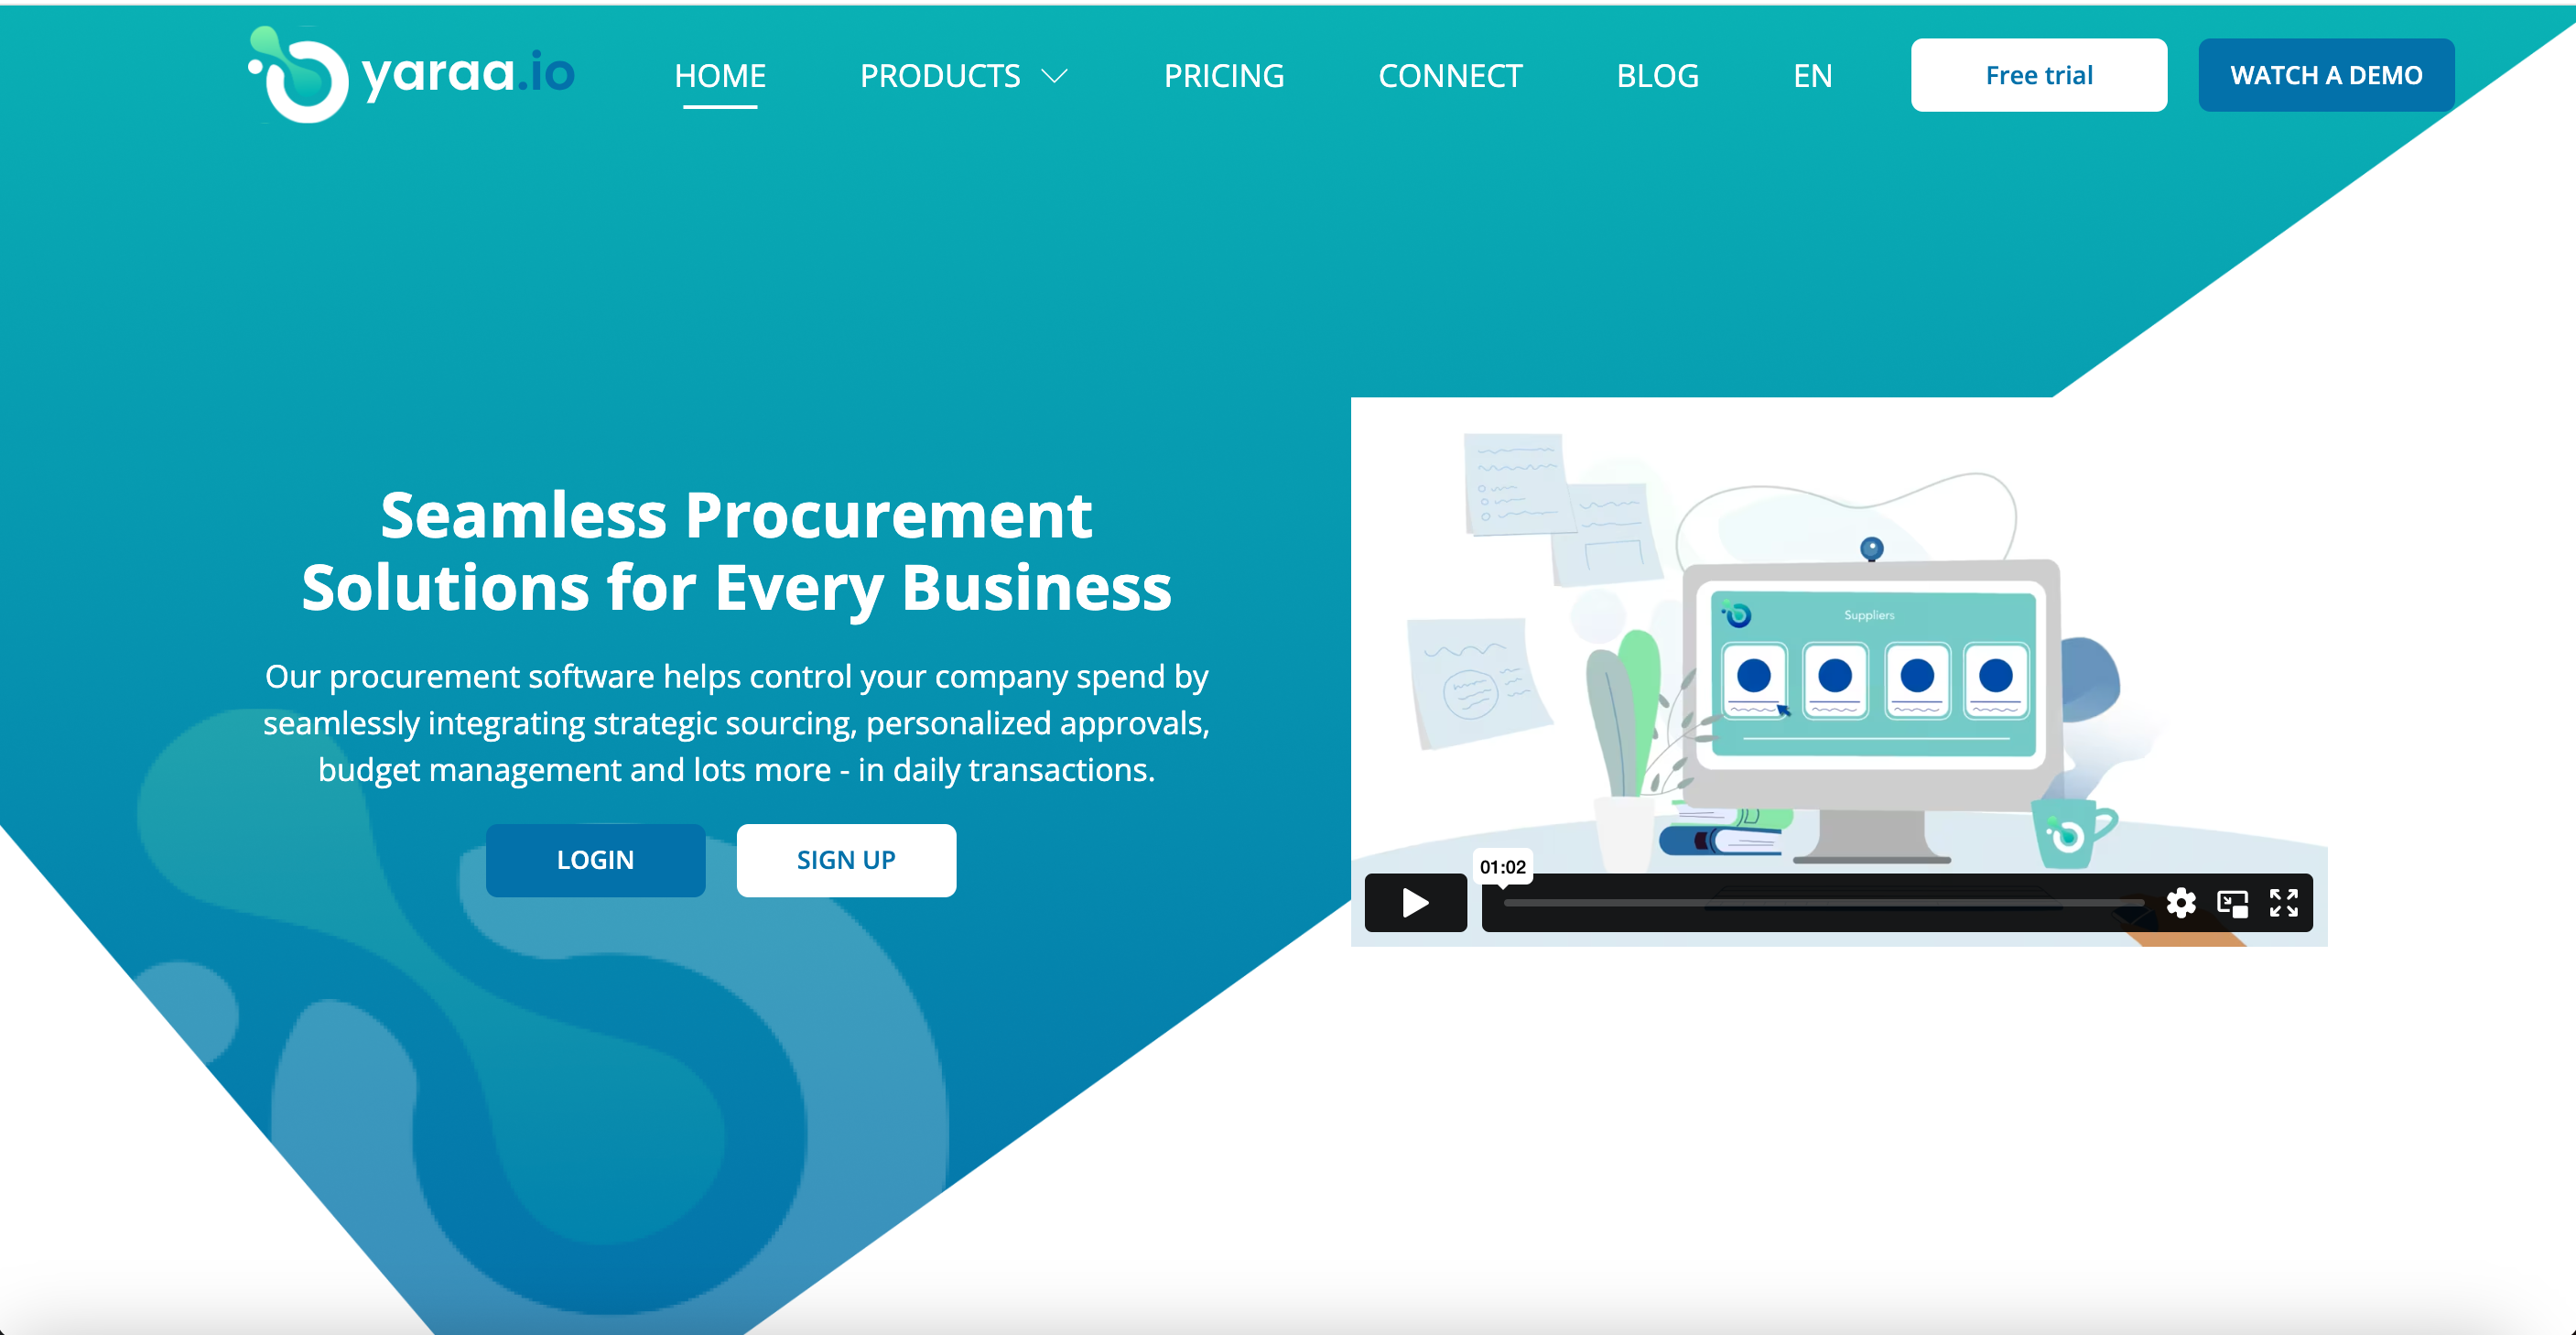 yaraa.io
HOME
PRODUCTS
PRICING
CONNECT
BLOG
EN
Free trial
WATCH A DEMO
Seamless Procurement
Solutions for Every Business
Our procurement software helps control your company spend by
seamlessly integrating strategic sourcing, personalized approvals,
budget management and lots more - in daily transactions.
LOGIN
SIGN UP
Suppliers
01:02